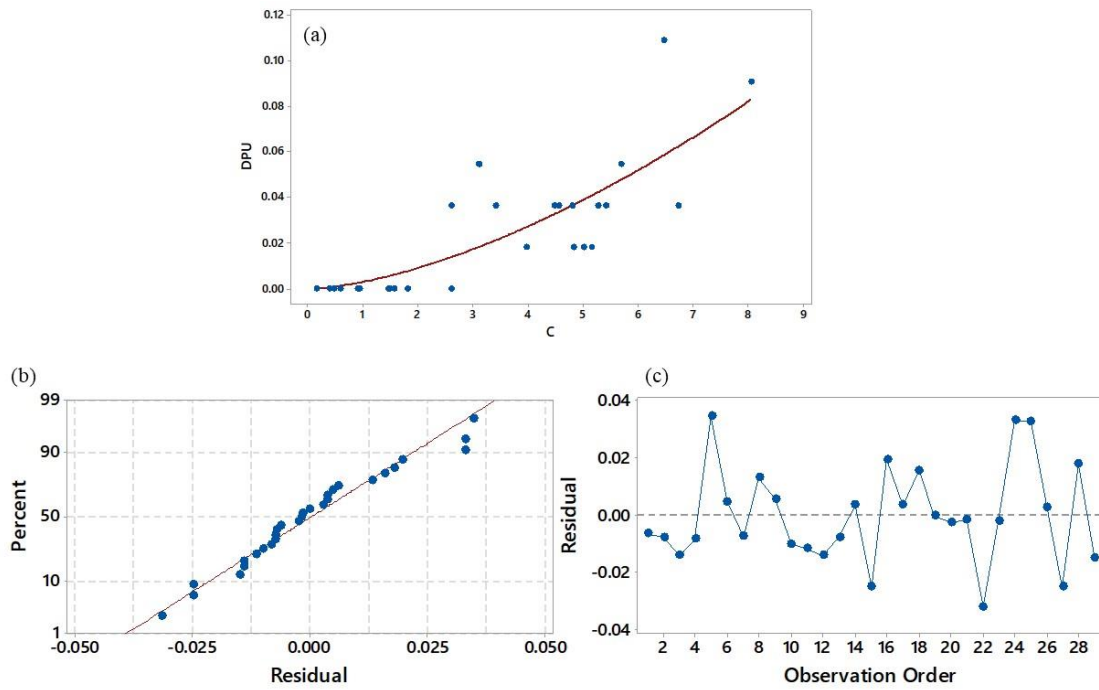 (a)
0.12
0.10
0.08
0.06
0.04
0.02
0.00
DPU
0 1 2 3 4 5 6 7 8 9
C
(b)
99
90
50
10
1
Percent
-0.050 -0.025 0.000 0.025 0.050
Residual
(c)
0.04
0.02
0.00
-0.02
-0.04
Residual
2 4 6 8 10 12 14 16 18 20 22 24 26 28
Observation Order